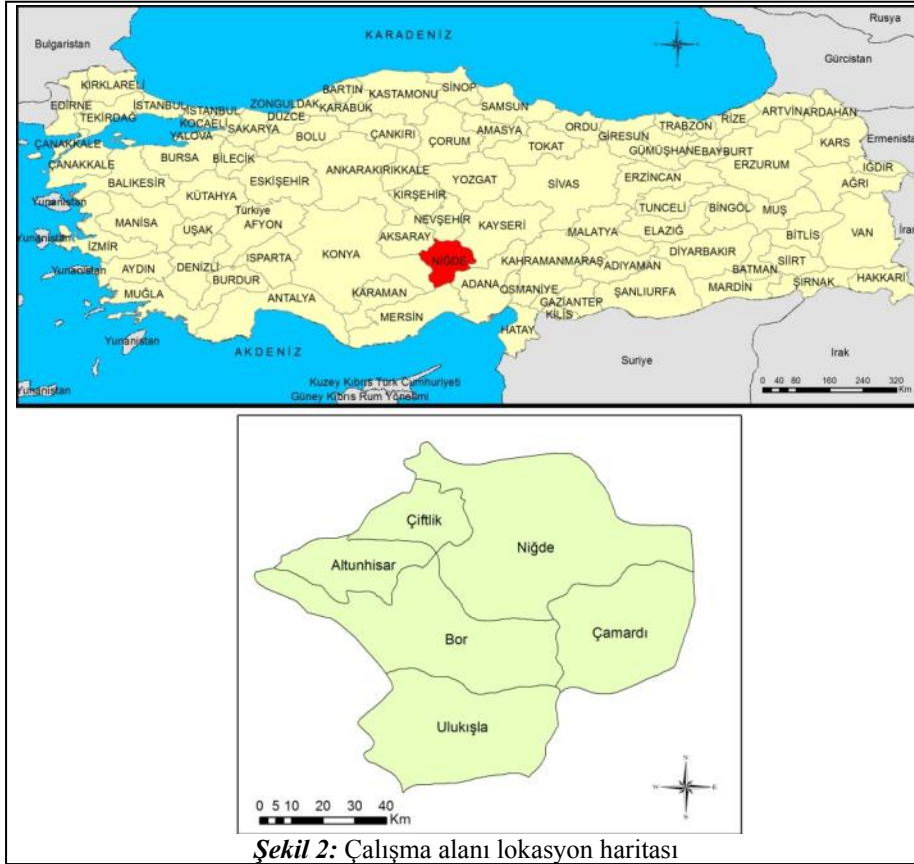 Rusya
Bulgaristan
KARADENİZ
Gürcistan
KIRKLARELİ
EDİRNE
TEKİRDAĞ
İSTANBUL
İSTANBUL
KOCAELİ
YALOVA
SAKARYA
DÜZCE
ZONGULDAK
BARTIN
KARABÜK
KASTAMONU
SİNOP
SAMSUN
BOLU
ÇANKIRI
ÇORUM
AMASYA
TOKAT
ORDU
GİRESUN
TRABZON
RİZE
ARTVİN
ARDAHAN
KARS
Ermenista
IĞDIR
AĞRI
GÜMÜŞHANE
BAYBURT
ERZURUM
ERZİNCAN
ÇANAKKALE
ÇANAKKALE
BURSA
BİLECİK
BALIKESİR
KÜTAHYA
ESKİŞEHİR
ANKARA
KIRIKKALE
KIRŞEHİR
YOZGAT
SİVAS
TUNCELİ
BİNGÖL
MUŞ
Yunanistan
MANİSA
UŞAK
Türkiye
AFYON
NEVŞEHİR
AKSARAY
KAYSERİ
MALATYA
ELAZIĞ
BİTLİS
VAN
İran
Yunanistan
İZMİR
AYDIN
DENİZLİ
ISPARTA
BURDUR
KONYA
NİĞDE
KAHRAMANMARAŞ
ADIYAMAN
DİYARBAKIR
BATMAN
SİİRT
Yunanistan
MUĞLA
ANTALYA
KARAMAN
MERSİN
ADANA
OSMANİYE
GAZİANTEP
KİLİS
ŞANLIURFA
MARDİN
ŞIRNAK
HAKKARİ
HATAY
Yunanistan
AKDENİZ
Suriye
Irak
Yunanistan
Kuzey Kıbrıs Türk Cumhuriyeti
Güney Kıbrıs Rum Yönetimi
0 40 80 160 240 320
Km
Çiftlik
Niğde
Altunhisar
Bor
Çamardı
Ulukışla
N
W E
S
0 5 10 20 30 40
Km
Şekil 2: Çalışma alanı lokasyon haritası